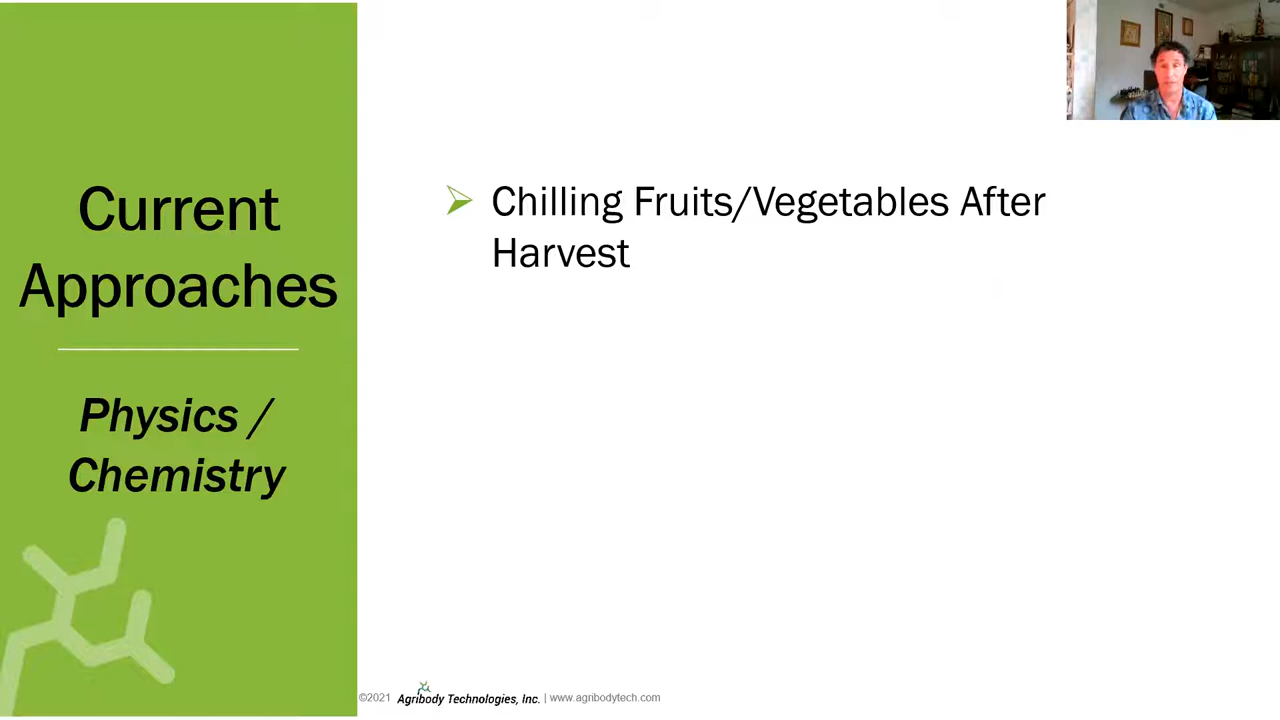 Current
Approaches
Physics /
Chemistry
Chilling Fruits/Vegetables After
Harvest
©2021 Agribody Technologies, Inc. | www.agribodytech.com